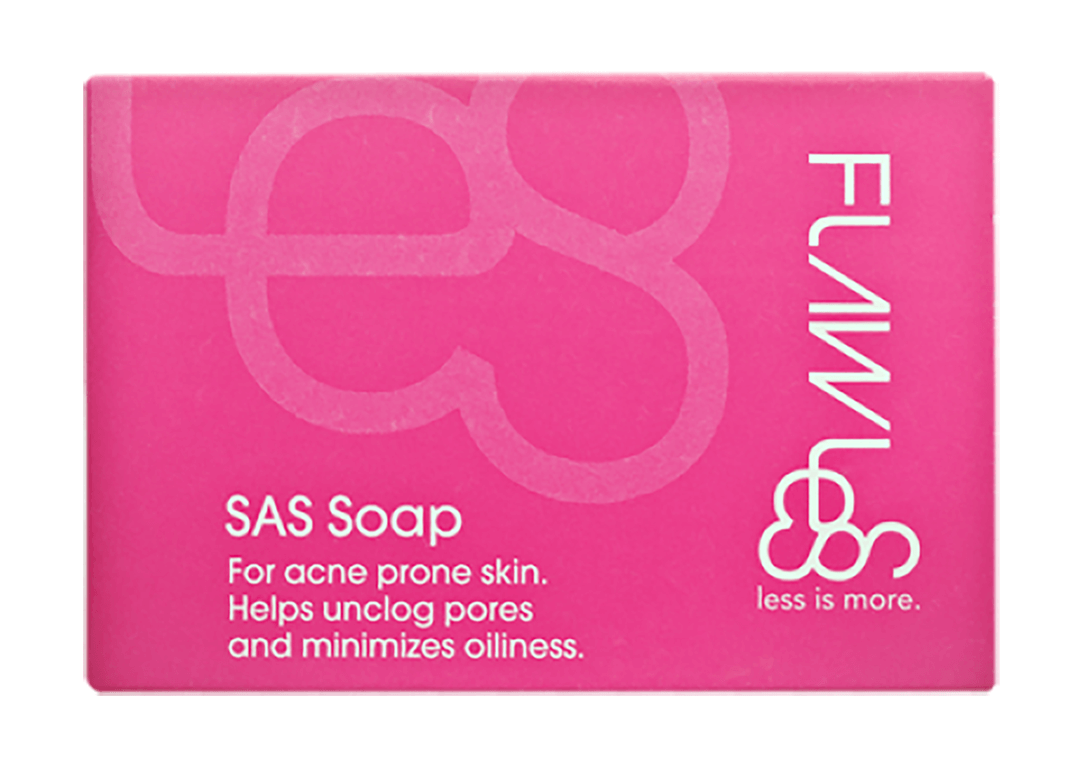 SAS Soap
For acne prone skin.
Helps unclog pores
and minimizes oiliness.
FLAWLESS
less is more.